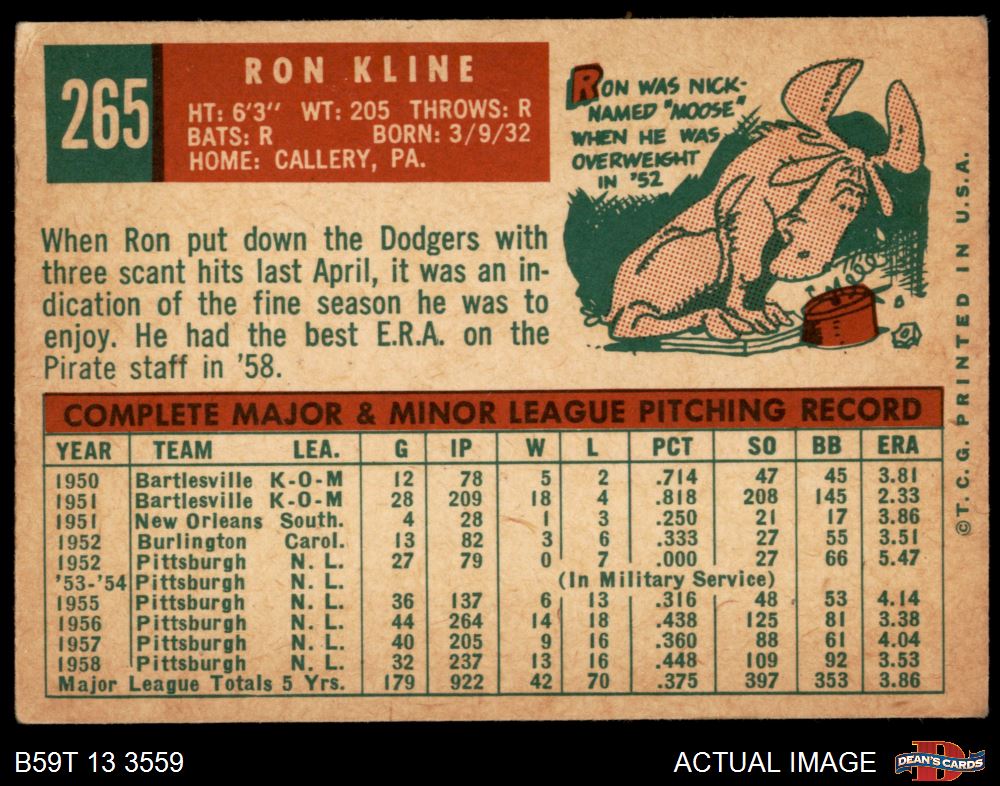 265
RON KLINE
HT: 6'3" WT: 205 THROWS: R
BATS: R BORN: 3/9/32
HOME: CALLERY, PA.
RON WAS NICK-
NAMED "MOOSE"
WHEN HE WAS
OVERWEIGHT
IN '52
When Ron put down the Dodgers with
three scant hits last April, it was an in-
dication of the fine season he was to
enjoy. He had the best E.R.A. on the
Pirate staff in '58.
COMPLETE MAJOR & MINOR LEAGUE PITCHING RECORD
YEAR TEAM LEA. G IP W L PCT SO BB ERA
1950 Bartlesville K-O-M 12 78 5 2 .714 47 45 3.81
1951 Bartlesville K-O-M 28 209 18 4 .818 208 145 2.33
1951 New Orleans South. 4 28 1 3 .250 21 17 3.86
1952 Burlington Carol. 13 82 3 6 .333 27 55 3.51
1952 Pittsburgh N. L. 27 79 0 7 .000 27 66 5.47
'53-'54 Pittsburgh N. L. (In Military Service)
1955 Pittsburgh N. L. 36 137 6 13 .316 48 53 4.14
1956 Pittsburgh N. L. 44 264 14 18 .438 125 81 3.38
1957 Pittsburgh N. L. 40 205 9 16 .360 88 61 4.04
1958 Pittsburgh N. L. 32 237 13 16 .448 109 92 3.53
Major League Totals 5 Yrs. 179 922 42 70 .375 397 353 3.86
©T.C.G. PRINTED IN U.S.A.
B59T 13 3559
ACTUAL IMAGE
D
DEAN'S CARDS